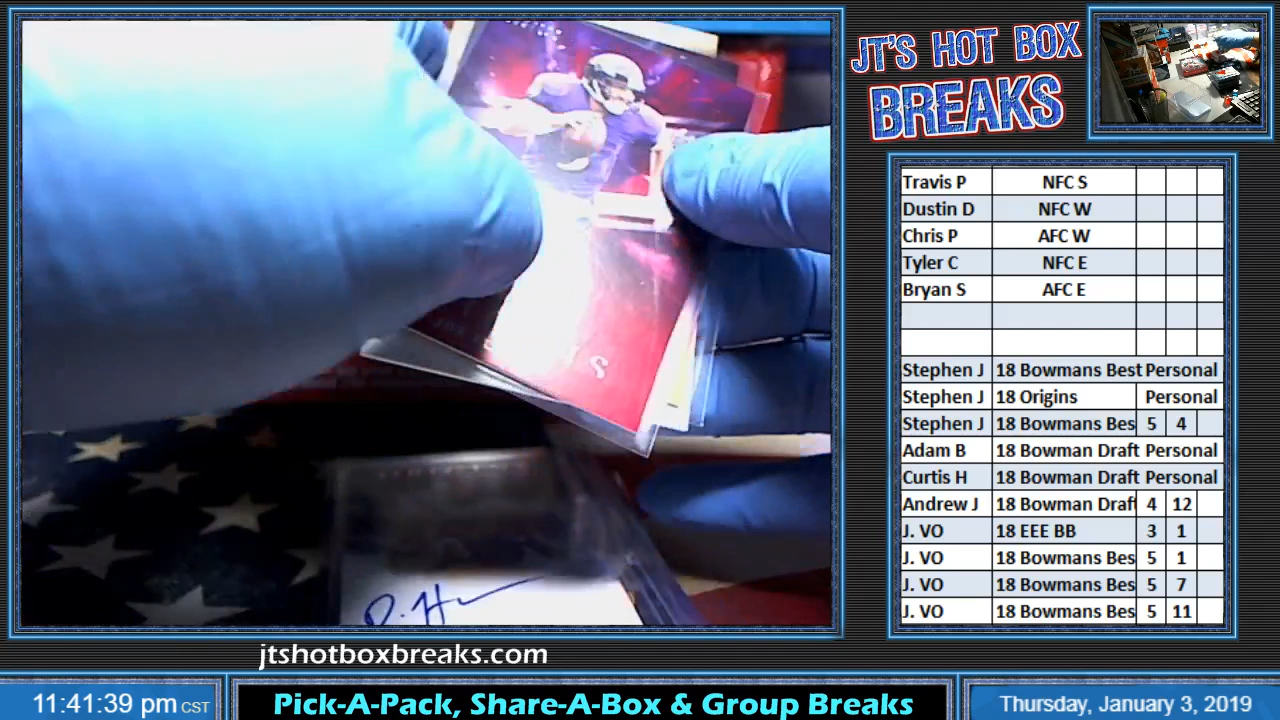 JT'S HOT BOX
BREAKS
Travis P NFC S
Dustin D NFC W
Chris P AFC W
Tyler C NFC E
Bryan S AFC E
Stephen J 18 Bowmans Best Personal
Stephen J 18 Origins Personal
Stephen J 18 Bowmans Bes 5 4
Adam B 18 Bowman Draft Personal
Curtis H 18 Bowman Draft Personal
Andrew J 18 Bowman Draft 4 12
J. VO 18 EEE BB 3 1
J. VO 18 Bowmans Bes 5 1
J. VO 18 Bowmans Bes 5 7
J. VO 18 Bowmans Bes 5 11
jtshotboxbreaks.com
11:41:39 pm CST
Pick-A-Pack, Share-A-Box & Group Breaks
Thursday, January 3, 2019